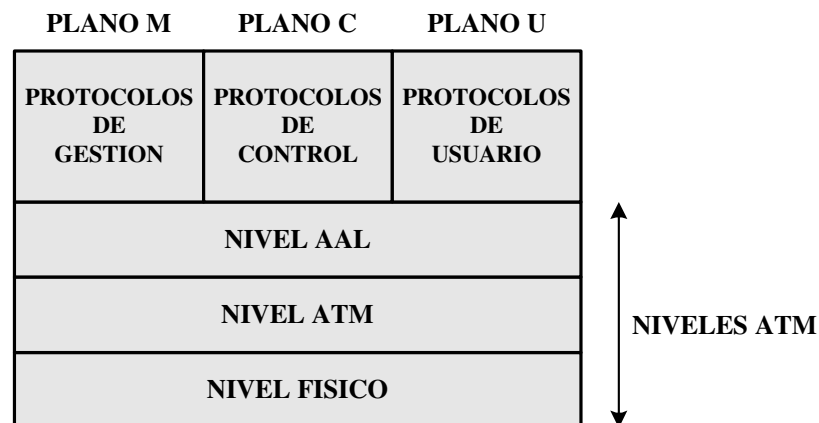 PLANO M PLANO C PLANO U
PROTOCOLOS
DE
GESTION
PROTOCOLOS
DE
CONTROL
PROTOCOLOS
DE
USUARIO
NIVEL AAL
NIVEL ATM
NIVELES ATM
NIVEL FISICO